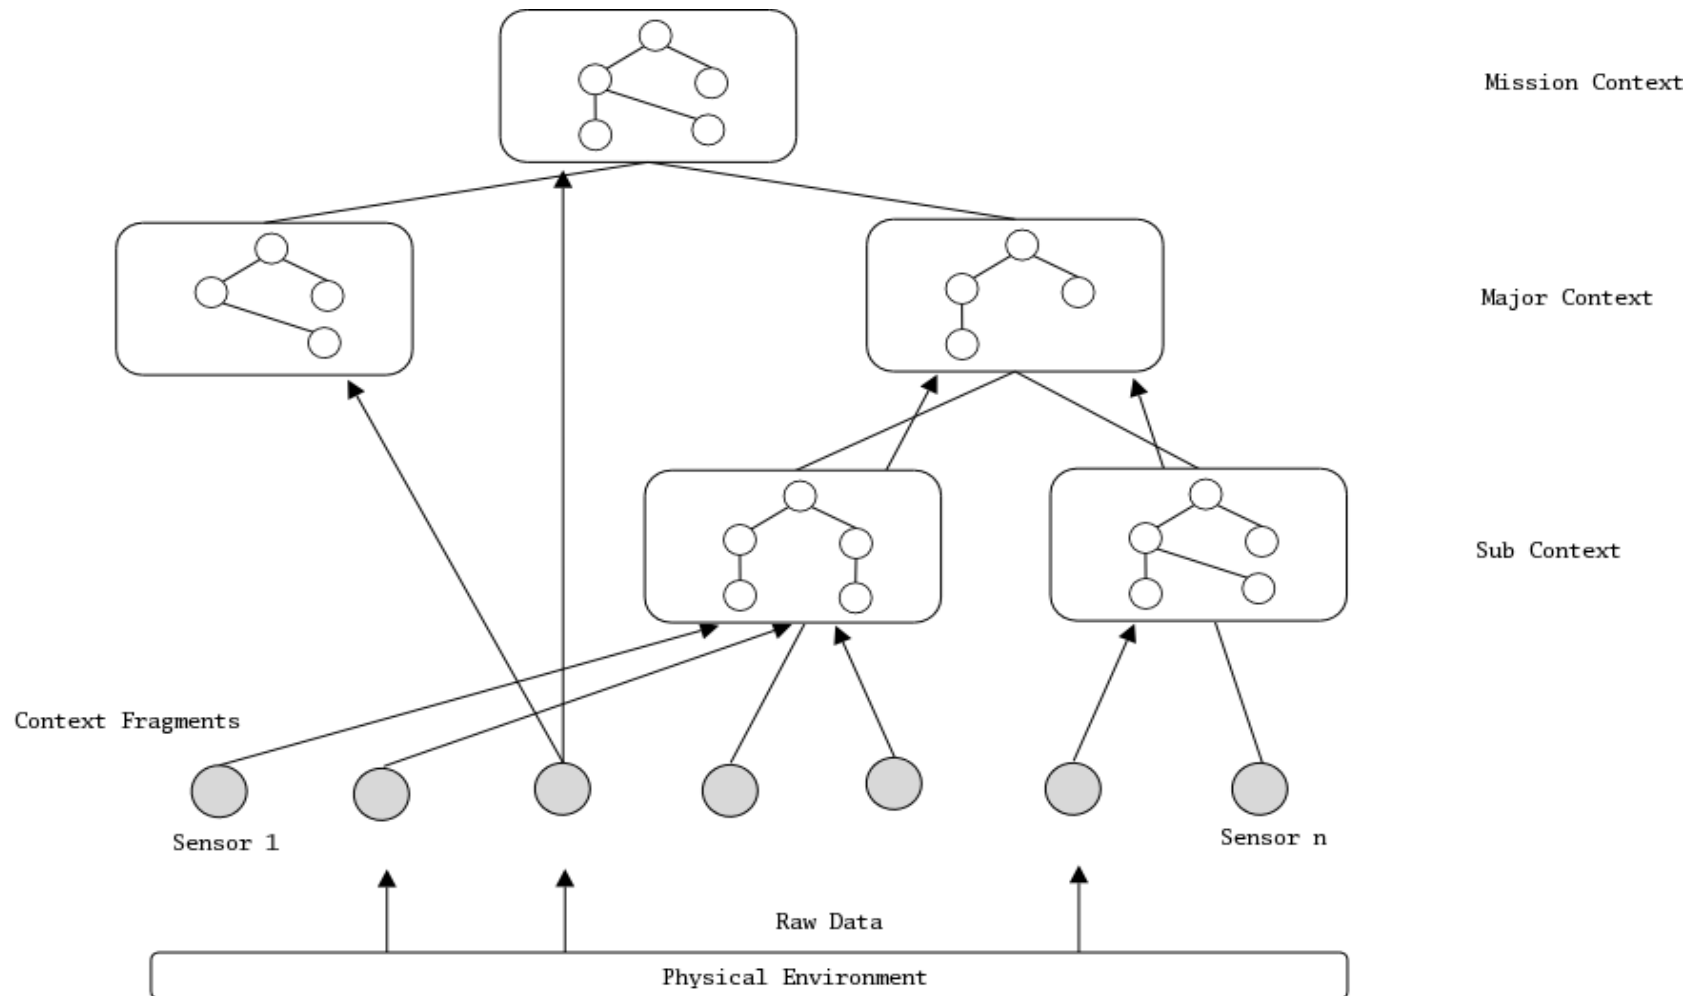 Mission Context
Major Context
Sub Context
Context Fragments
Sensor 1
Sensor n
Raw Data
Physical Environment